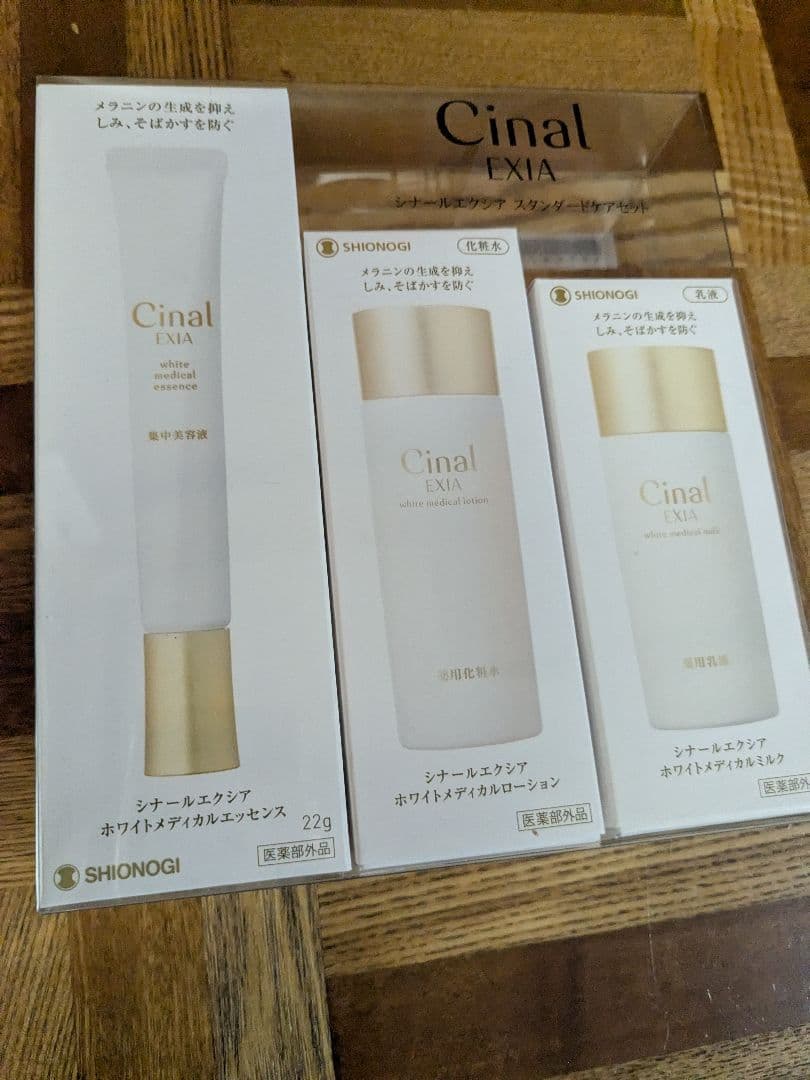 Cinal
EXIA
シナールエクシア スタンダードケアセット
メラニンの生成を抑え
しみ、そばかすを防ぐ
Cinal
EXIA
white
medical
essence
集中美容液
シナールエクシア
ホワイトメディカルエッセンス 22g
医薬部外品
SHIONOGI
SHIONOGI 化粧水
メラニンの生成を抑え
しみ、そばかすを防ぐ
Cinal
EXIA
white medical lotion
薬用化粧水
シナールエクシア
ホワイトメディカルローション
医薬部外品
SHIONOGI 乳液
メラニンの生成を抑え
しみ、そばかすを防ぐ
Cinal
EXIA
white medical milk
薬用乳液
シナールエクシア
ホワイトメディカルミルク
医薬部外